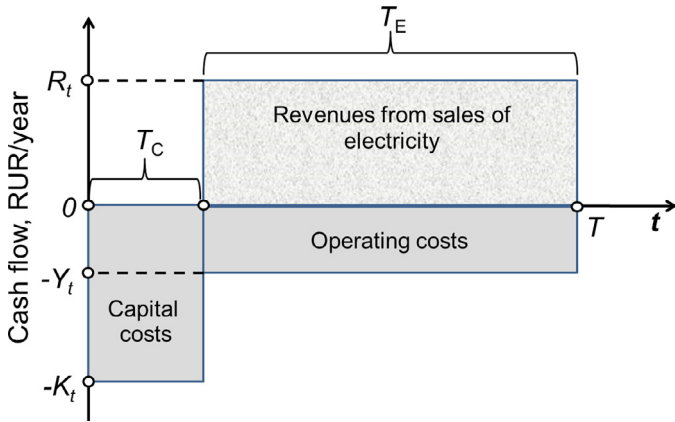 T_E
R_t
Revenues from sales of
electricity
T_C
Cash flow, RUR/year
0
T
t
Operating costs
-Y_t
Capital
costs
-K_t